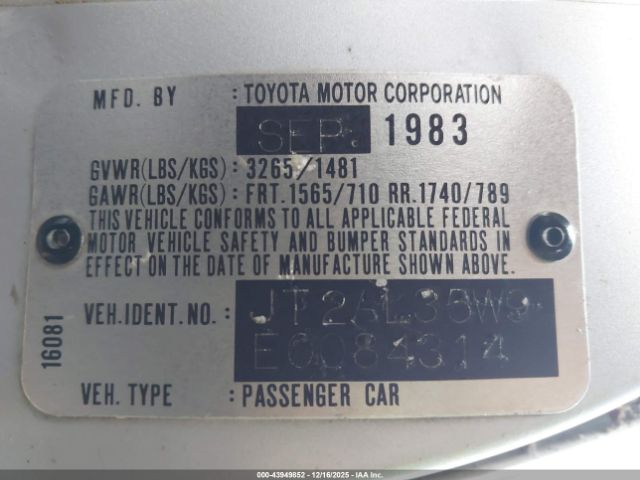 MFD. BY : TOYOTA MOTOR CORPORATION
SEP. 1983
GVWR(LBS/KGS): 3265/1481
GAWR(LBS/KGS): FRT.1565/710 RR.1740/789
THIS VEHICLE CONFORMS TO ALL APPLICABLE FEDERAL
MOTOR VEHICLE SAFETY AND BUMPER STANDARDS IN
EFFECT ON THE DATE OF MANUFACTURE SHOWN ABOVE.
VEH.IDENT.NO.: JT2AL35W9
E0084314
16081
VEH. TYPE : PASSENGER CAR
000-43949852 | 12/16/2025 - IAA Inc.